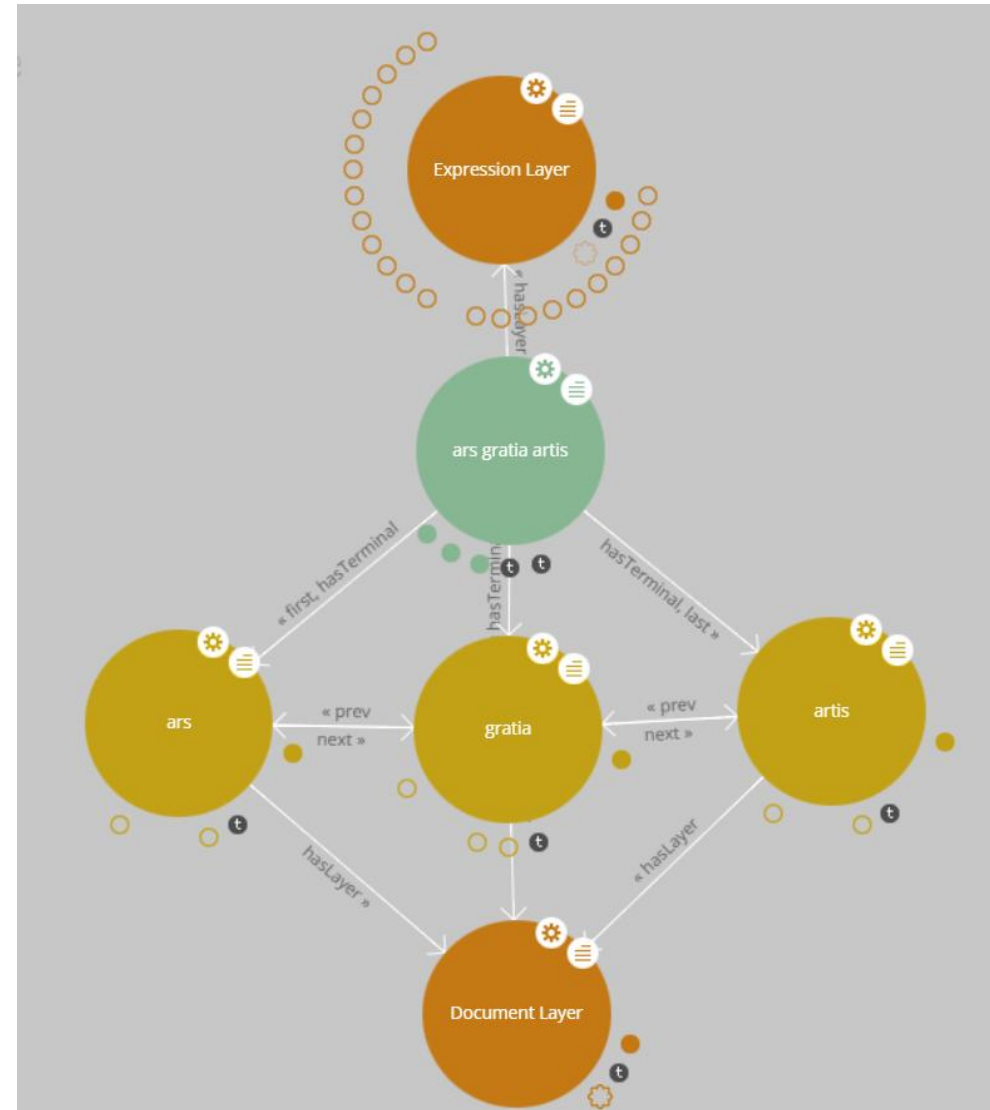 Expression Layer
« hasLayer
ars gratia artis
« first, hasTerminal
hasTerminal, last »
ars
« prev
next »
gratia
« prev
next »
artis
hasLayer »
« hasLayer
Document Layer
t
t
t
t
t
t
t